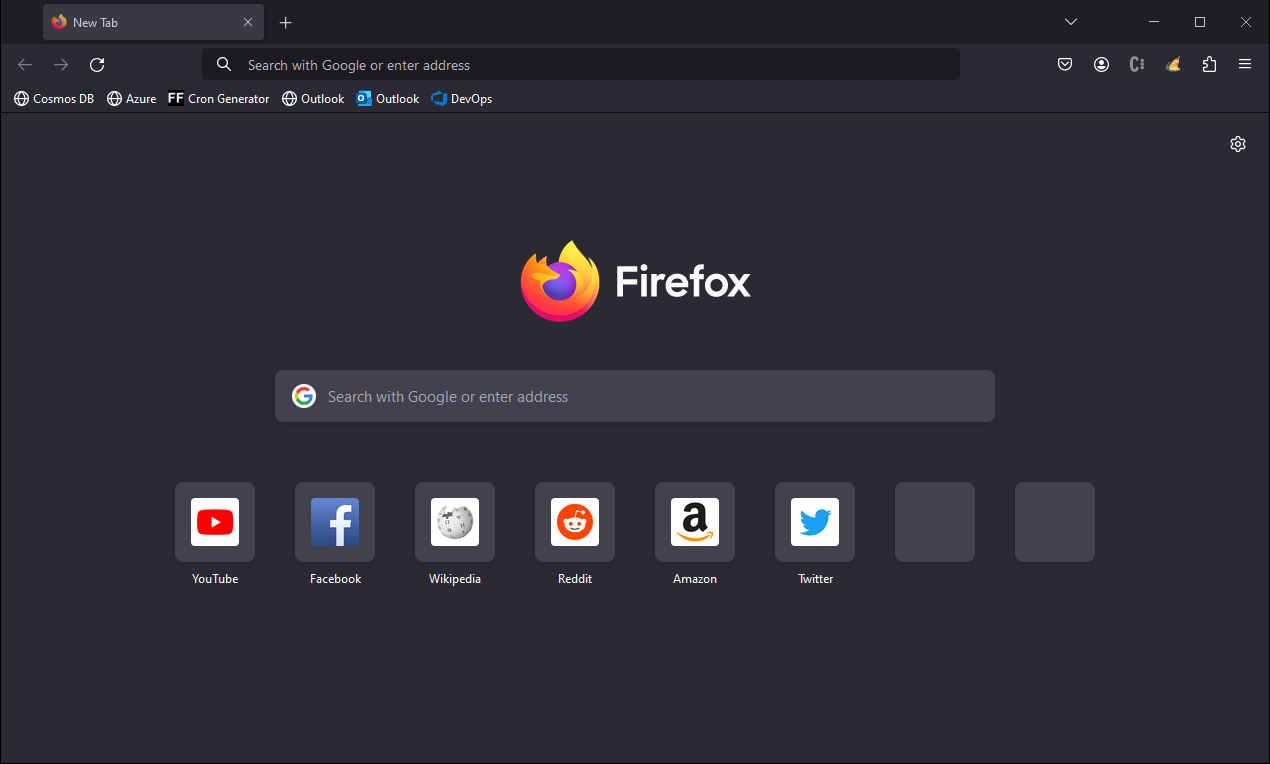 New Tab
Search with Google or enter address
Cosmos DB Azure FF Cron Generator Outlook Outlook DevOps
Firefox
Search with Google or enter address
YouTube Facebook Wikipedia Reddit Amazon Twitter